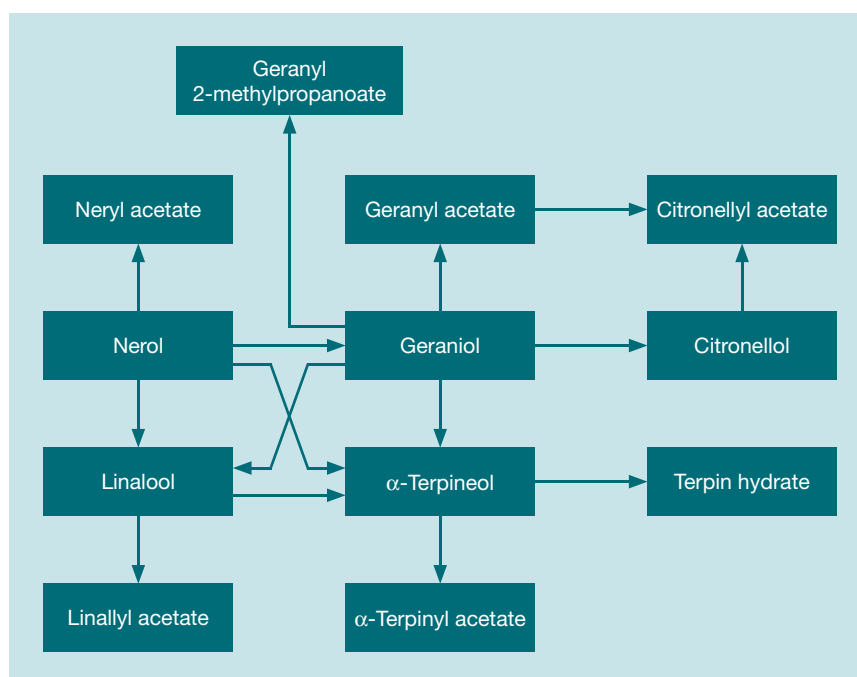 Geranyl
2-methylpropanoate
Neryl acetate
Geranyl acetate
Citronellyl acetate
Nerol
Geraniol
Citronellol
Linalool
α-Terpineol
Terpin hydrate
Linallyl acetate
α-Terpinyl acetate